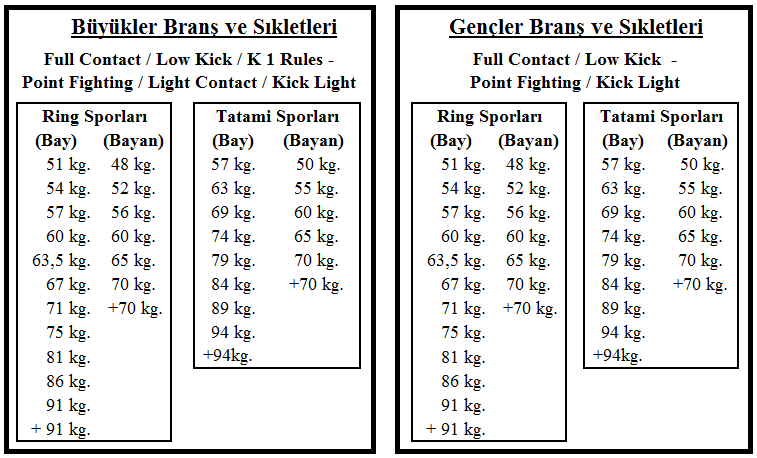 Büyükler Branş ve Sıkletleri
Full Contact / Low Kick / K 1 Rules -
Point Fighting / Light Contact / Kick Light
Ring Sporları
(Bay) (Bayan)
51 kg. 48 kg.
54 kg. 52 kg.
57 kg. 56 kg.
60 kg. 60 kg.
63,5 kg. 65 kg.
67 kg. 70 kg.
71 kg. +70 kg.
75 kg.
81 kg.
86 kg.
91 kg.
+ 91 kg.
Tatami Sporları
(Bay) (Bayan)
57 kg. 50 kg.
63 kg. 55 kg.
69 kg. 60 kg.
74 kg. 65 kg.
79 kg. 70 kg.
84 kg. +70 kg.
89 kg.
94 kg.
+94kg.
Gençler Branş ve Sıkletleri
Full Contact / Low Kick -
Point Fighting / Kick Light
Ring Sporları
(Bay) (Bayan)
51 kg. 48 kg.
54 kg. 52 kg.
57 kg. 56 kg.
60 kg. 60 kg.
63,5 kg. 65 kg.
67 kg. 70 kg.
71 kg. +70 kg.
75 kg.
81 kg.
86 kg.
91 kg.
+ 91 kg.
Tatami Sporları
(Bay) (Bayan)
57 kg. 50 kg.
63 kg. 55 kg.
69 kg. 60 kg.
74 kg. 65 kg.
79 kg. 70 kg.
84 kg. +70 kg.
89 kg.
94 kg.
+94kg.